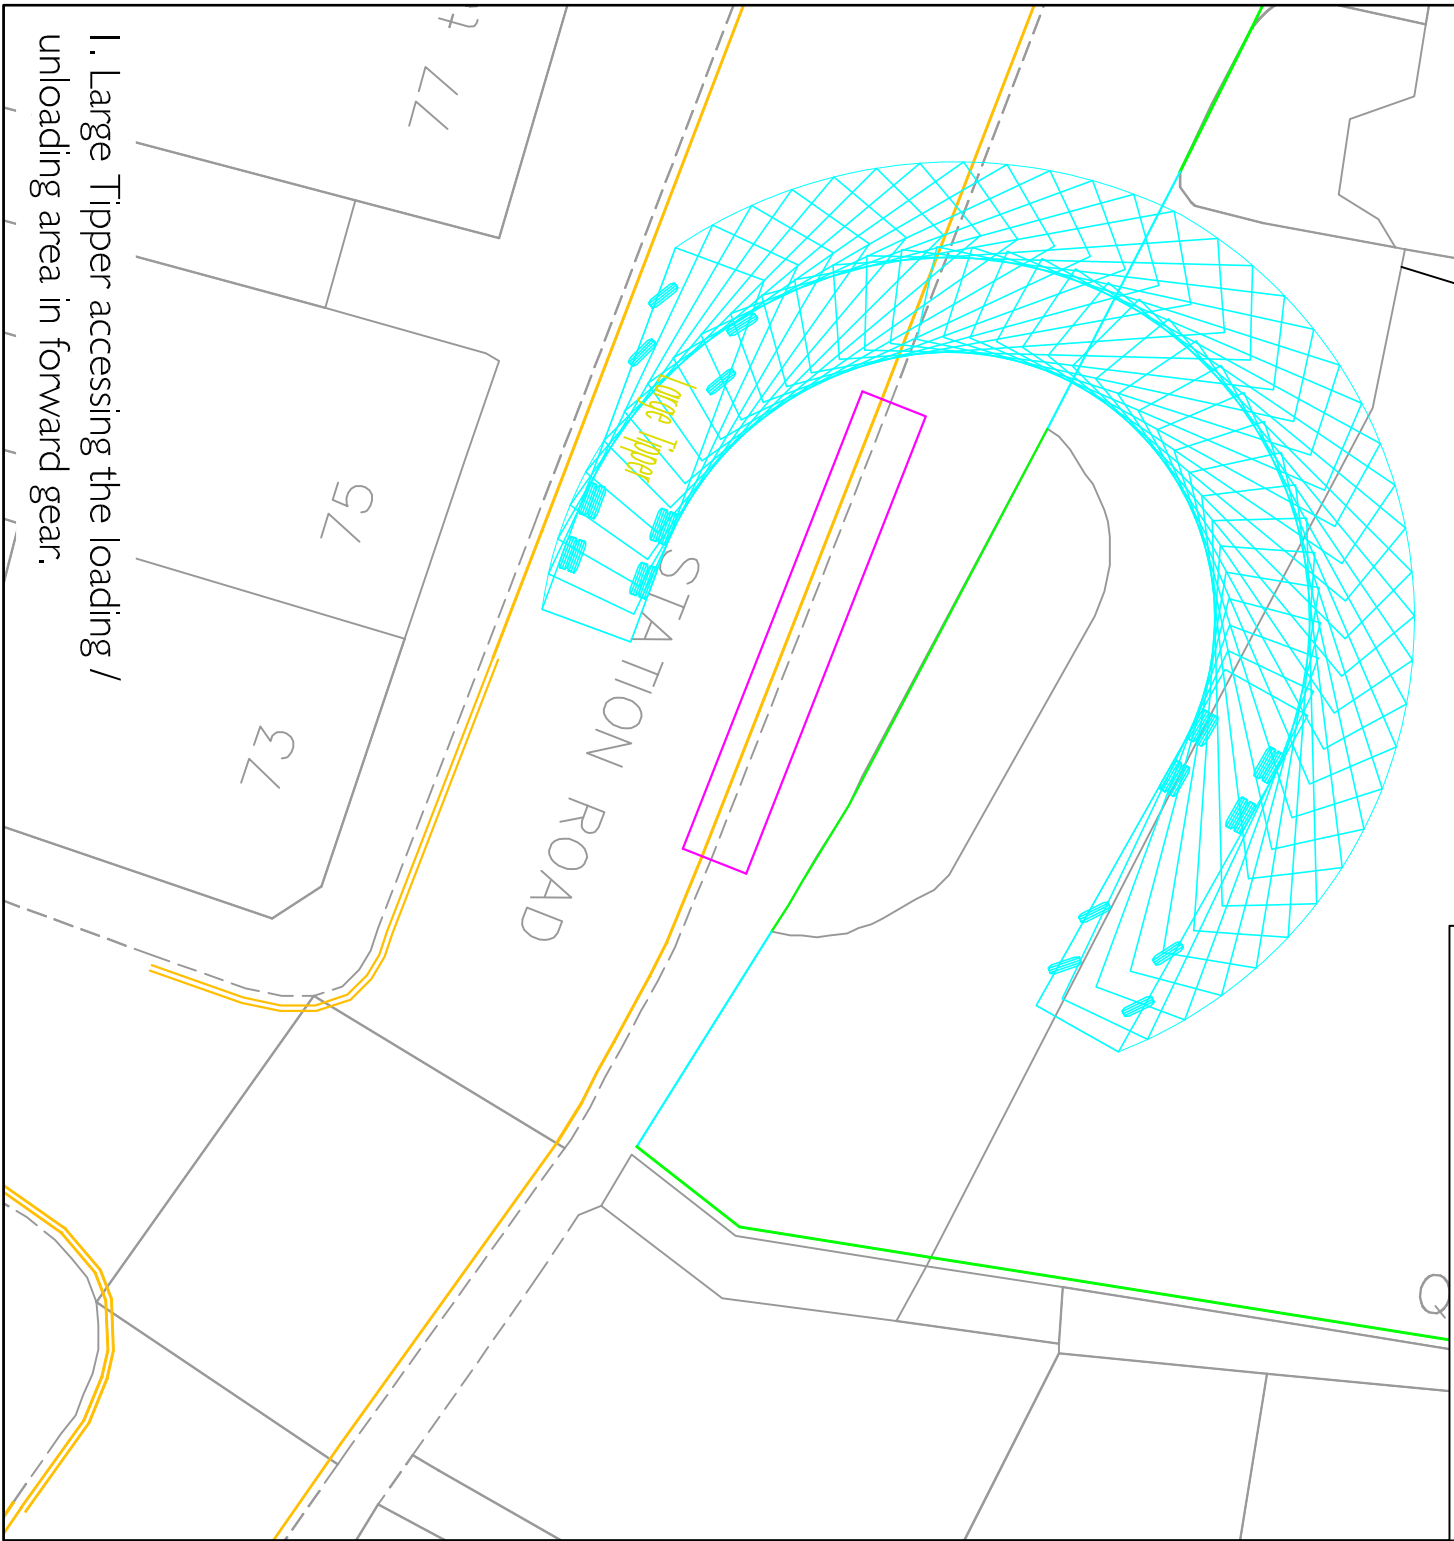 1. Large Tipper accessing the loading /
unloading area in forward gear.
77 t
75
73
Large Tipper
STATION ROAD
Q